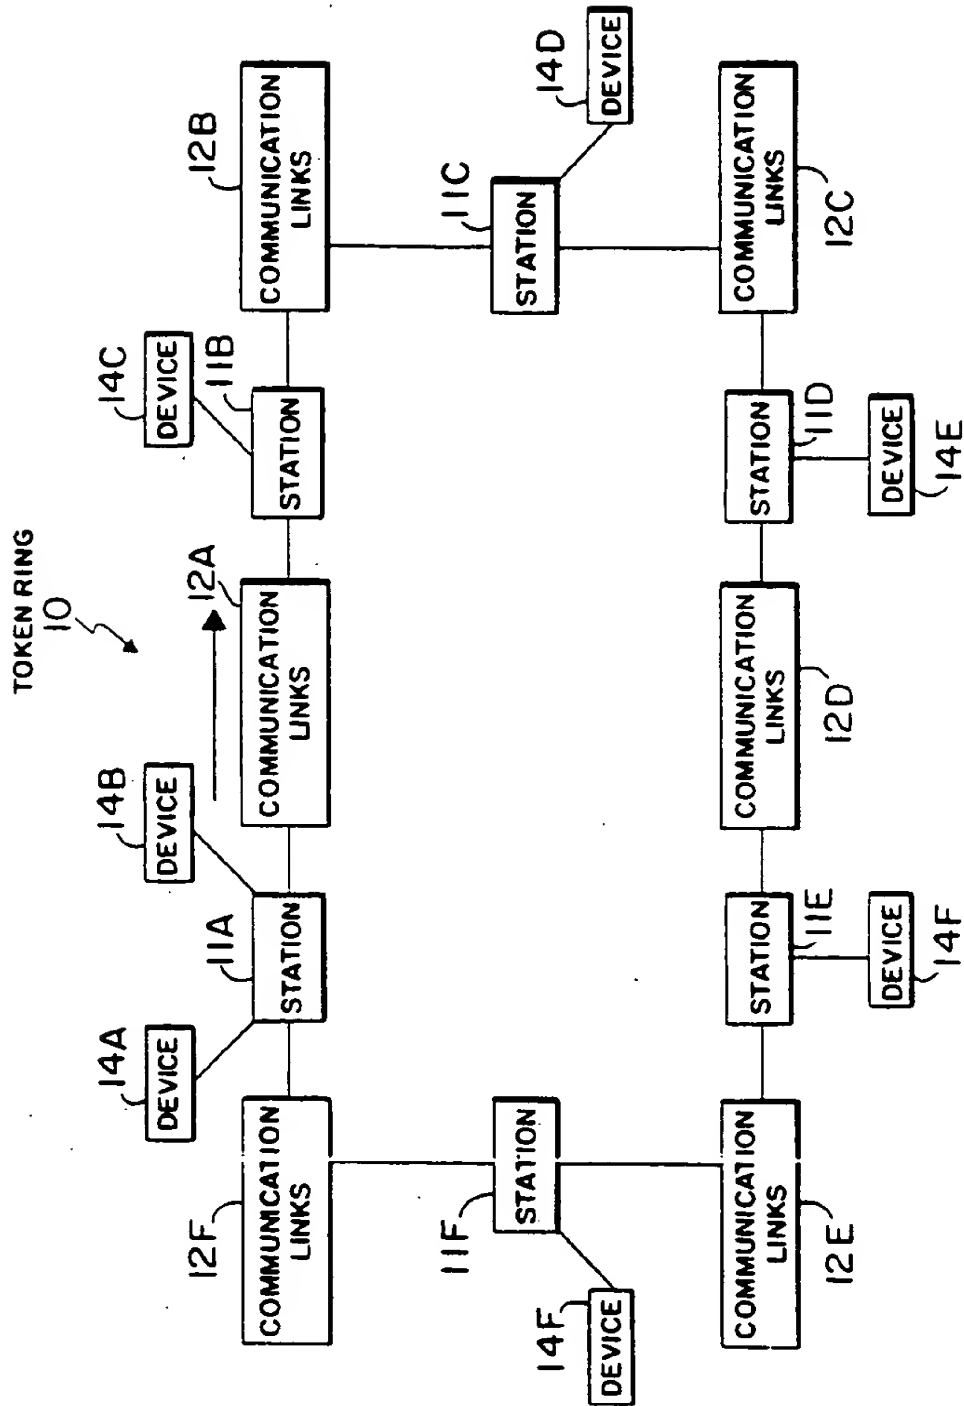 TOKEN RING
10
14A
DEVICE
14B
DEVICE
14C
DEVICE
12F
COMMUNICATION
LINKS
11A
STATION
12A
COMMUNICATION
LINKS
11B
STATION
12B
COMMUNICATION
LINKS
11F
STATION
14F
DEVICE
11C
STATION
14D
DEVICE
COMMUNICATION
LINKS
12E
STATION
11E
DEVICE
14F
COMMUNICATION
LINKS
12D
STATION
11D
DEVICE
14E
COMMUNICATION
LINKS
12C